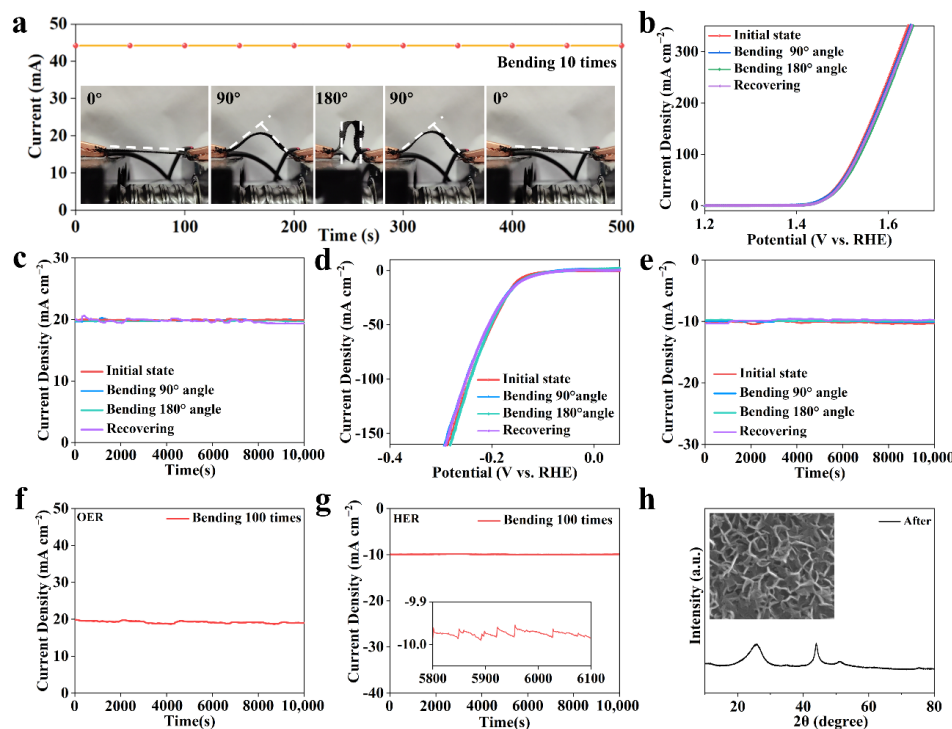 a
50
40
30
20
10
0
Current (mA)
Bending 10 times
0°
90°
180°
90°
0°
0 100 200 300 400 500
Time (s)
b
300
200
100
0
Current Density (mA cm⁻²)
Initial state
Bending 90° angle
Bending 180° angle
Recovering
1.2 1.4 1.6
Potential (V vs. RHE)
c
30
25
20
15
10
5
0
Current Density (mA cm⁻²)
Initial state
Bending 90° angle
Bending 180° angle
Recovering
0 2000 4000 6000 8000 10,000
Time(s)
d
0
-50
-100
-150
Current Density (mA cm⁻²)
Initial state
Bending 90°angle
Bending 180°angle
Recovering
-0.4 -0.2 0.0
Potential (V vs. RHE)
e
0
-10
-20
-30
Current Density (mA cm⁻²)
Initial state
Bending 90° angle
Bending 180° angle
Recovering
0 2000 4000 6000 8000 10,000
Time(s)
f
50
40
30
20
10
0
Current Density (mA cm⁻²)
OER
Bending 100 times
0 2000 4000 6000 8000 10,000
Time(s)
g
0
-5
-10
-15
-20
-25
-30
-35
-40
Current Density (mA cm⁻²)
HER
Bending 100 times
-9.9
-10.0
5800 5900 6000 6100
0 2000 4000 6000 8000 10,000
Time(s)
h
Intensity (a.u.)
After
20 40 60 80
2θ (degree)